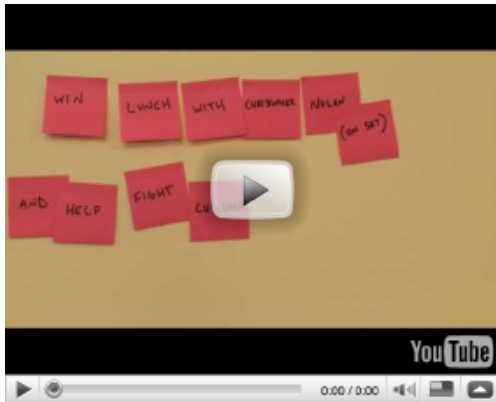 WIN LUNCH WITH CHRISTOPHER NOLAN
(ON SET)
AND HELP FIGHT
YouTube
0:00 / 0:00